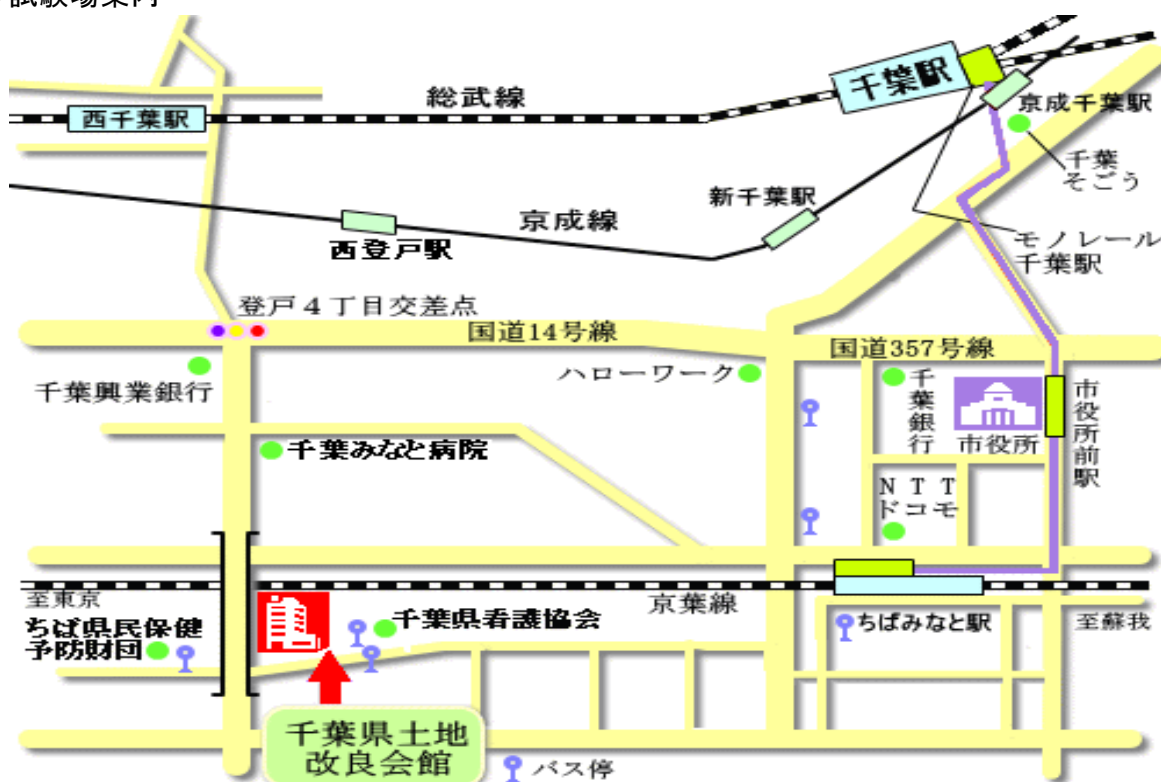 試験場案内
千葉駅
総武線
西千葉駅
京成千葉駅
千葉
そごう
新千葉駅
京成線
西登戸駅
モノレール
千葉駅
登戸4丁目交差点
国道14号線
国道357号線
千葉興業銀行
ハローワーク
千葉銀行
市役所
市役所前駅
千葉みなと病院
NTT
ドコモ
至東京
京葉線
ちばみなと駅
至蘇我
ちば県民保健
予防財団
千葉県看護協会
千葉県土地
改良会館
バス停